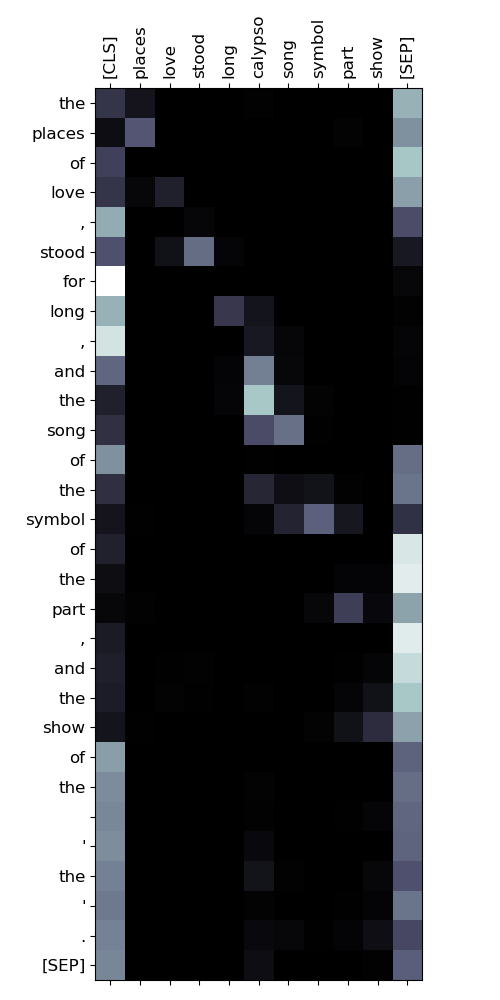 [CLS]
places
love
stood
long
calypso
song
symbol
part
show
[SEP]
the
places
of
love
,
stood
for
long
,
and
the
song
of
the
symbol
of
the
part
,
and
the
show
of
the
'
the
'
.
[SEP]